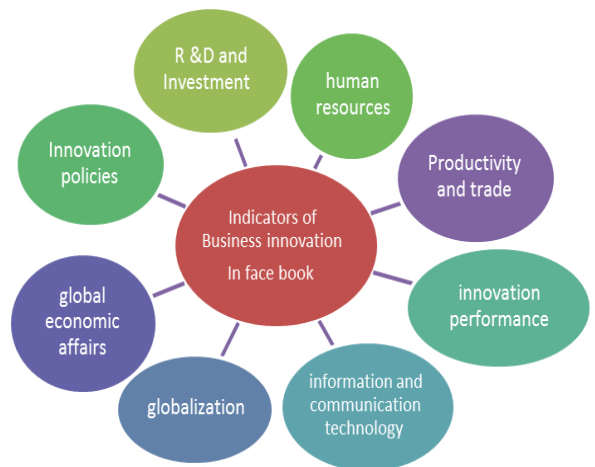 R &D and
Investment
human
resources
Productivity
and trade
innovation
performance
information and
communication
technology
globalization
global
economic
affairs
Innovation
policies
Indicators of
Business innovation
In face book